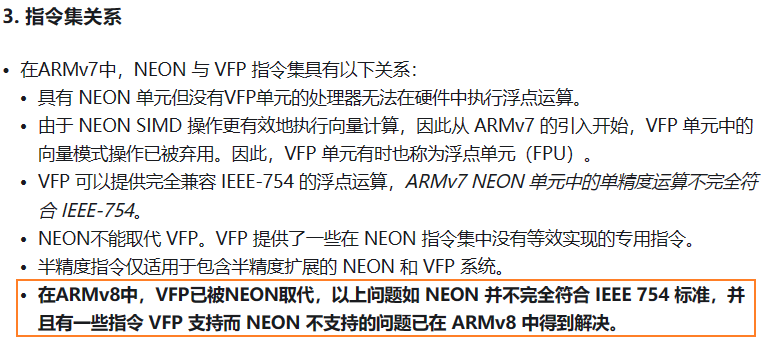 3. 指令集关系
• 在ARMv7中，NEON 与 VFP 指令集具有以下关系：
• 具有 NEON 单元但没有VFP单元的处理器无法在硬件中执行浮点运算。
• 由于 NEON SIMD 操作更有效地执行向量计算，因此从 ARMv7 的引入开始，VFP 单元中的
向量模式操作已被弃用。因此，VFP 单元有时也称为浮点单元（FPU）。
• VFP 可以提供完全兼容 IEEE-754 的浮点运算，ARMv7 NEON 单元中的单精度运算不完全符
合 IEEE-754。
• NEON不能取代 VFP。VFP 提供了一些在 NEON 指令集中没有等效实现的专用指令。
• 半精度指令仅适用于包含半精度扩展的 NEON 和 VFP 系统。
• 在ARMv8中，VFP已被NEON取代，以上问题如 NEON 并不完全符合 IEEE 754 标准，并
且有一些指令 VFP 支持而 NEON 不支持的问题已在 ARMv8 中得到解决。